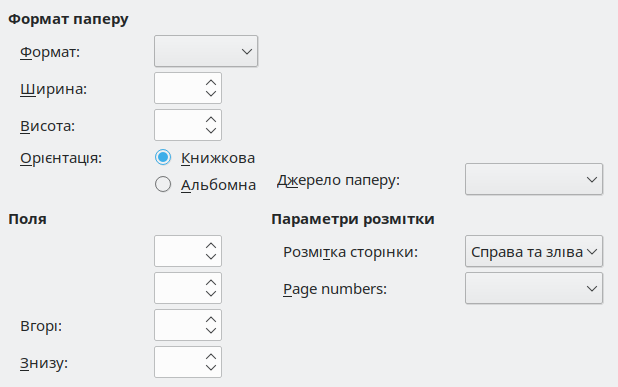 Формат паперу
Формат:
Ширина:
Висота:
Орієнтація:
Книжкова
Альбомна
Джерело паперу:
Поля
Параметри розмітки
Розмітка сторінки:
Справа та зліва
Page numbers:
Вгорі:
Знизу: